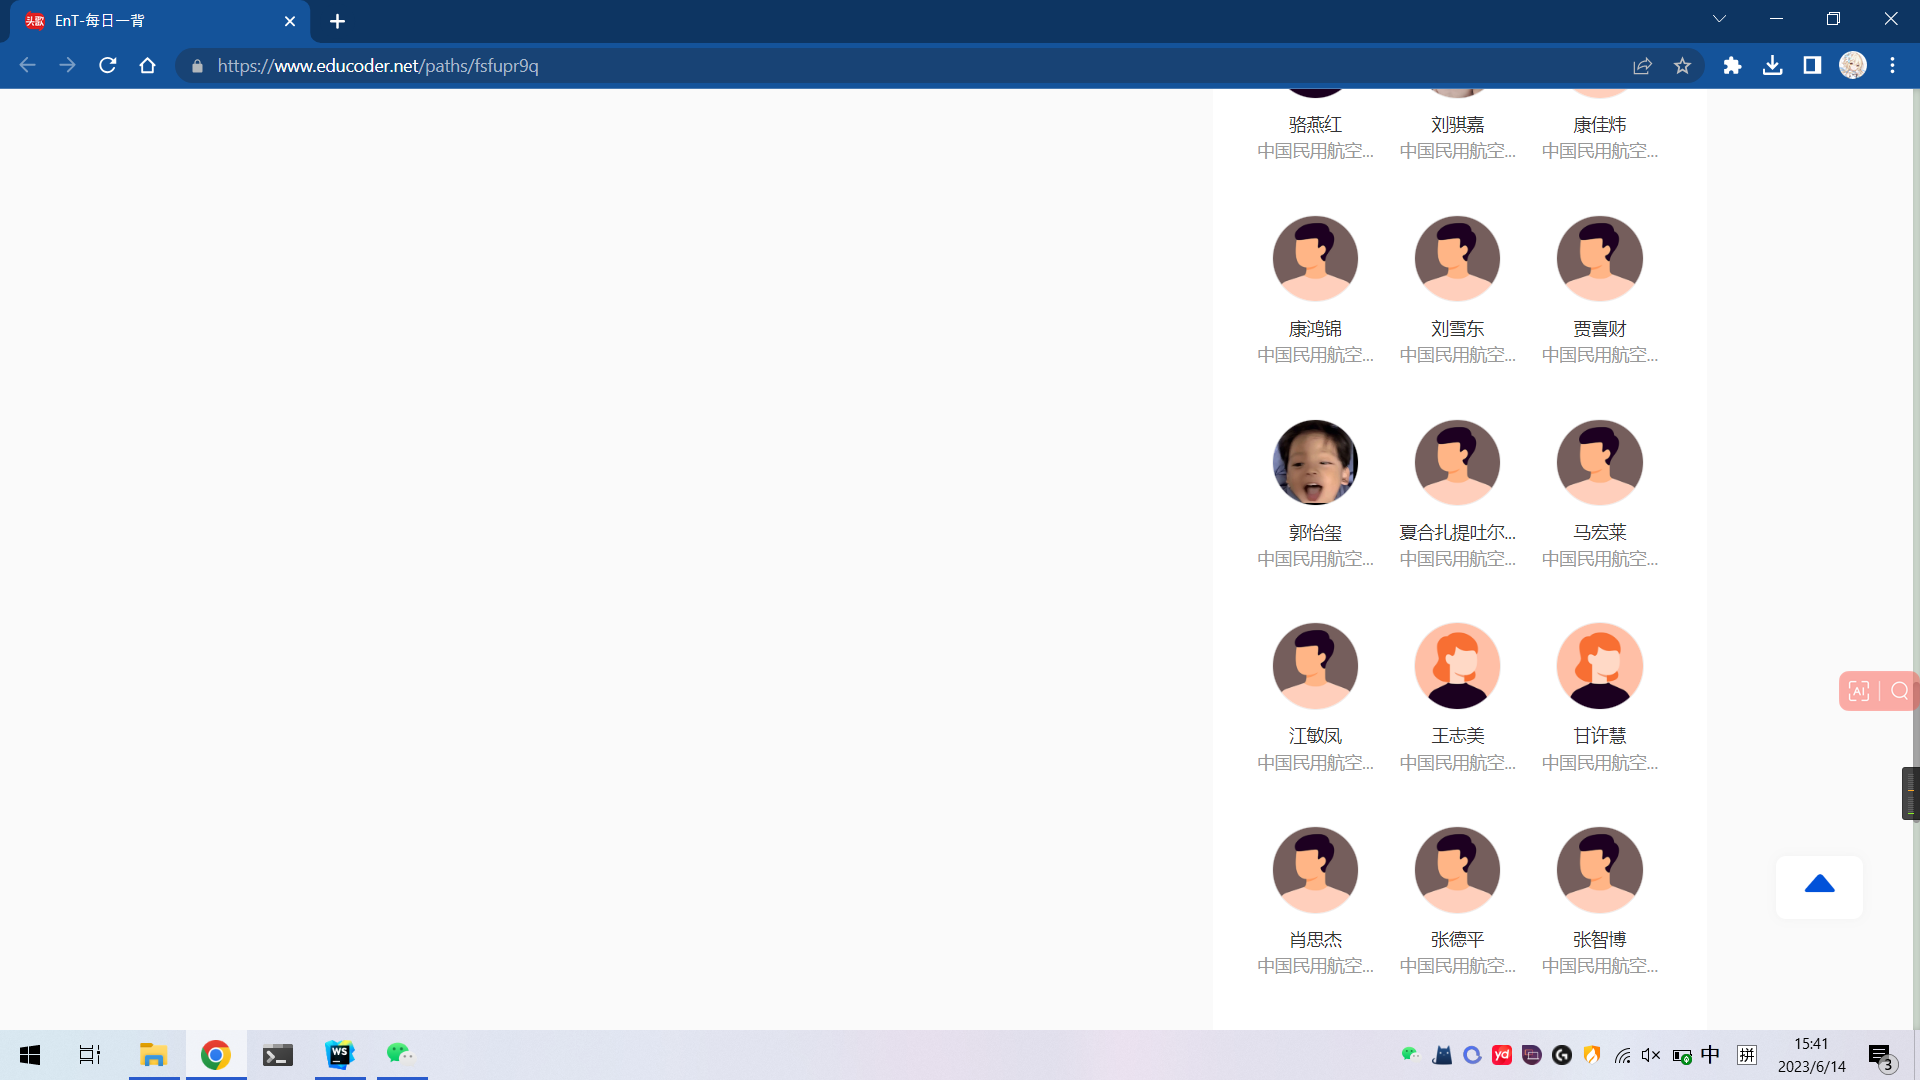 头歌 EnT-每日一背
https://www.educoder.net/paths/fsfupr9q
骆燕红 刘骐嘉 康佳炜
中国民用航空... 中国民用航空... 中国民用航空...
康鸿锦 刘雪东 贾喜财
中国民用航空... 中国民用航空... 中国民用航空...
郭怡玺 夏合扎提吐尔... 马宏莱
中国民用航空... 中国民用航空... 中国民用航空...
江敏凤 王志美 甘许慧
中国民用航空... 中国民用航空... 中国民用航空...
AI
肖思杰 张德平 张智博
中国民用航空... 中国民用航空... 中国民用航空...
WS yd 中 拼 15:41
2023/6/14 3